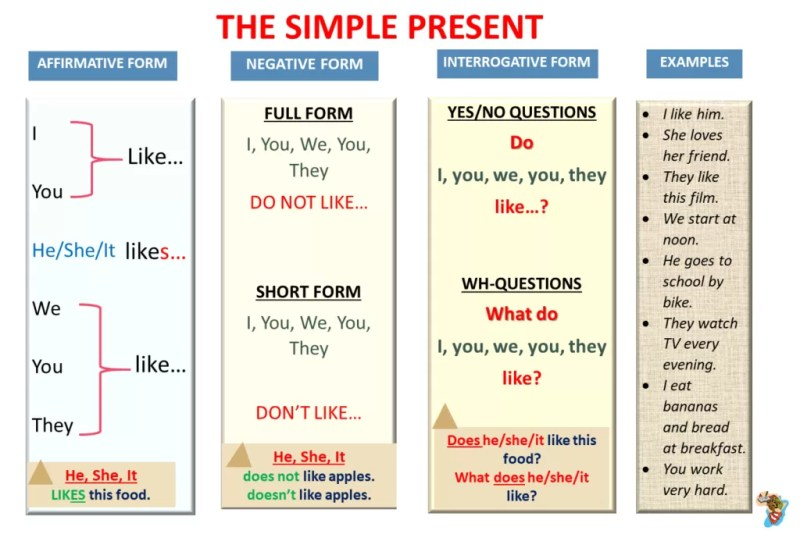 THE SIMPLE PRESENT
AFFIRMATIVE FORM
I
You
Like...
He/She/It likes...
We
You
They
like...
He, She, It
LIKES this food.
NEGATIVE FORM
FULL FORM
I, You, We, You,
They
DO NOT LIKE...
SHORT FORM
I, You, We, You,
They
DON'T LIKE...
He, She, It
does not like apples.
doesn't like apples.
INTERROGATIVE FORM
YES/NO QUESTIONS
Do
I, you, we, you, they
like...?
WH-QUESTIONS
What do
I, you, we, you, they
like?
Does he/she/it like this
food?
What does he/she/it
like?
EXAMPLES
• I like him.
• She loves
her friend.
• They like
this film.
• We start at
noon.
• He goes to
school by
bike.
• They watch
TV every
evening.
• I eat
bananas
and bread
at breakfast.
• You work
very hard.